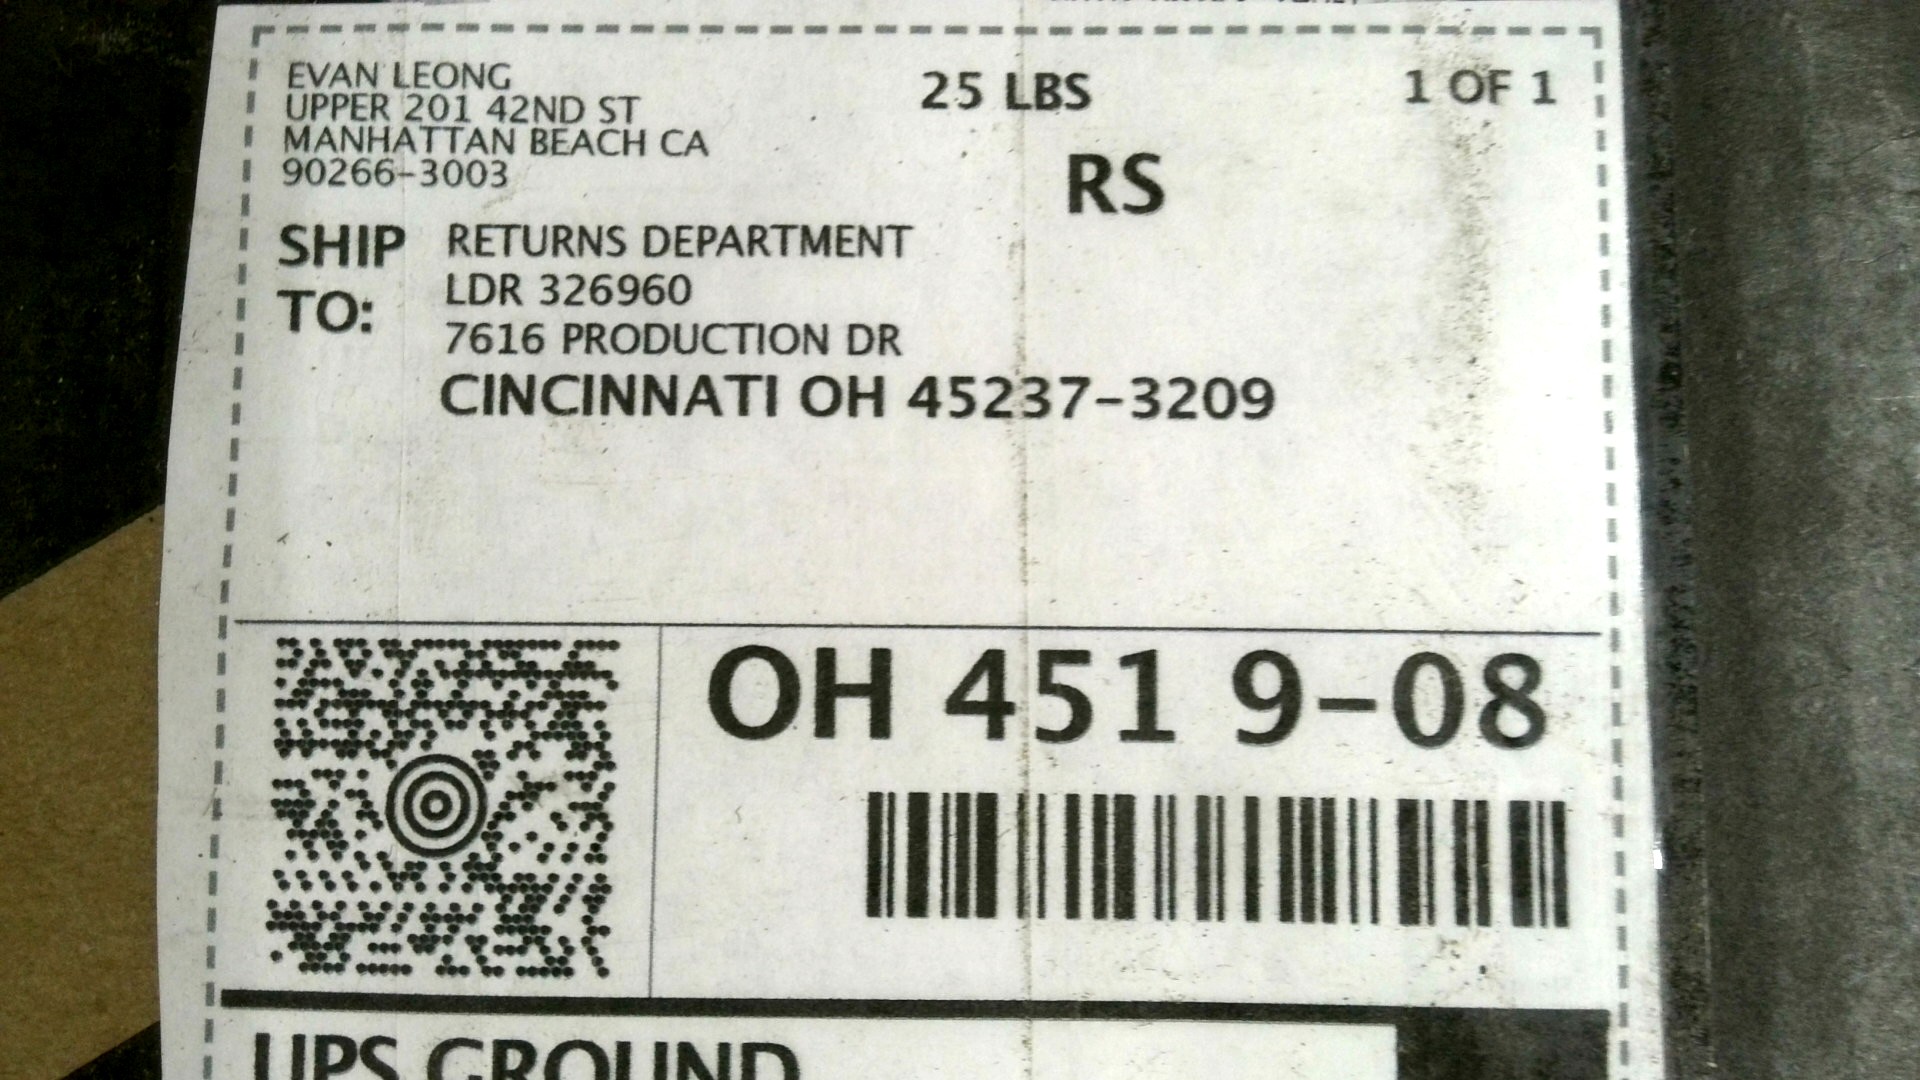 EVAN LEONG
UPPER 201 42ND ST
MANHATTAN BEACH CA
90266-3003
25 LBS
1 OF 1
RS
SHIP TO:
RETURNS DEPARTMENT
LDR 326960
7616 PRODUCTION DR
CINCINNATI OH 45237-3209
OH 451 9-08
UPS GROUND